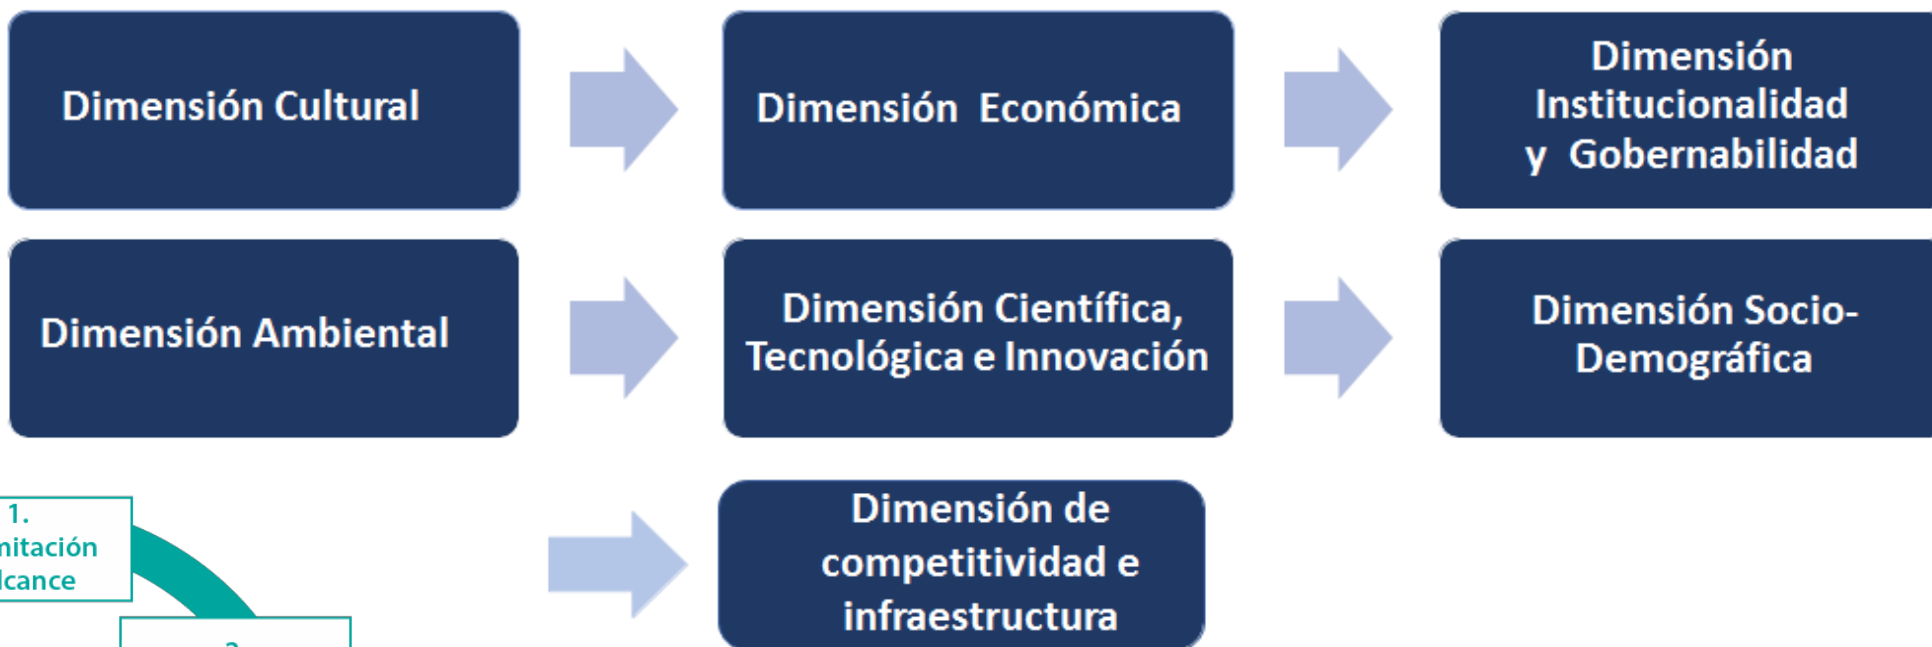 Dimensión Cultural
Dimensión Económica
Dimensión
Institucionalidad
y Gobernabilidad
Dimensión Ambiental
Dimensión Científica,
Tecnológica e Innovación
Dimensión Socio-
Demográfica
Dimensión de
competitividad e
infraestructura
1.